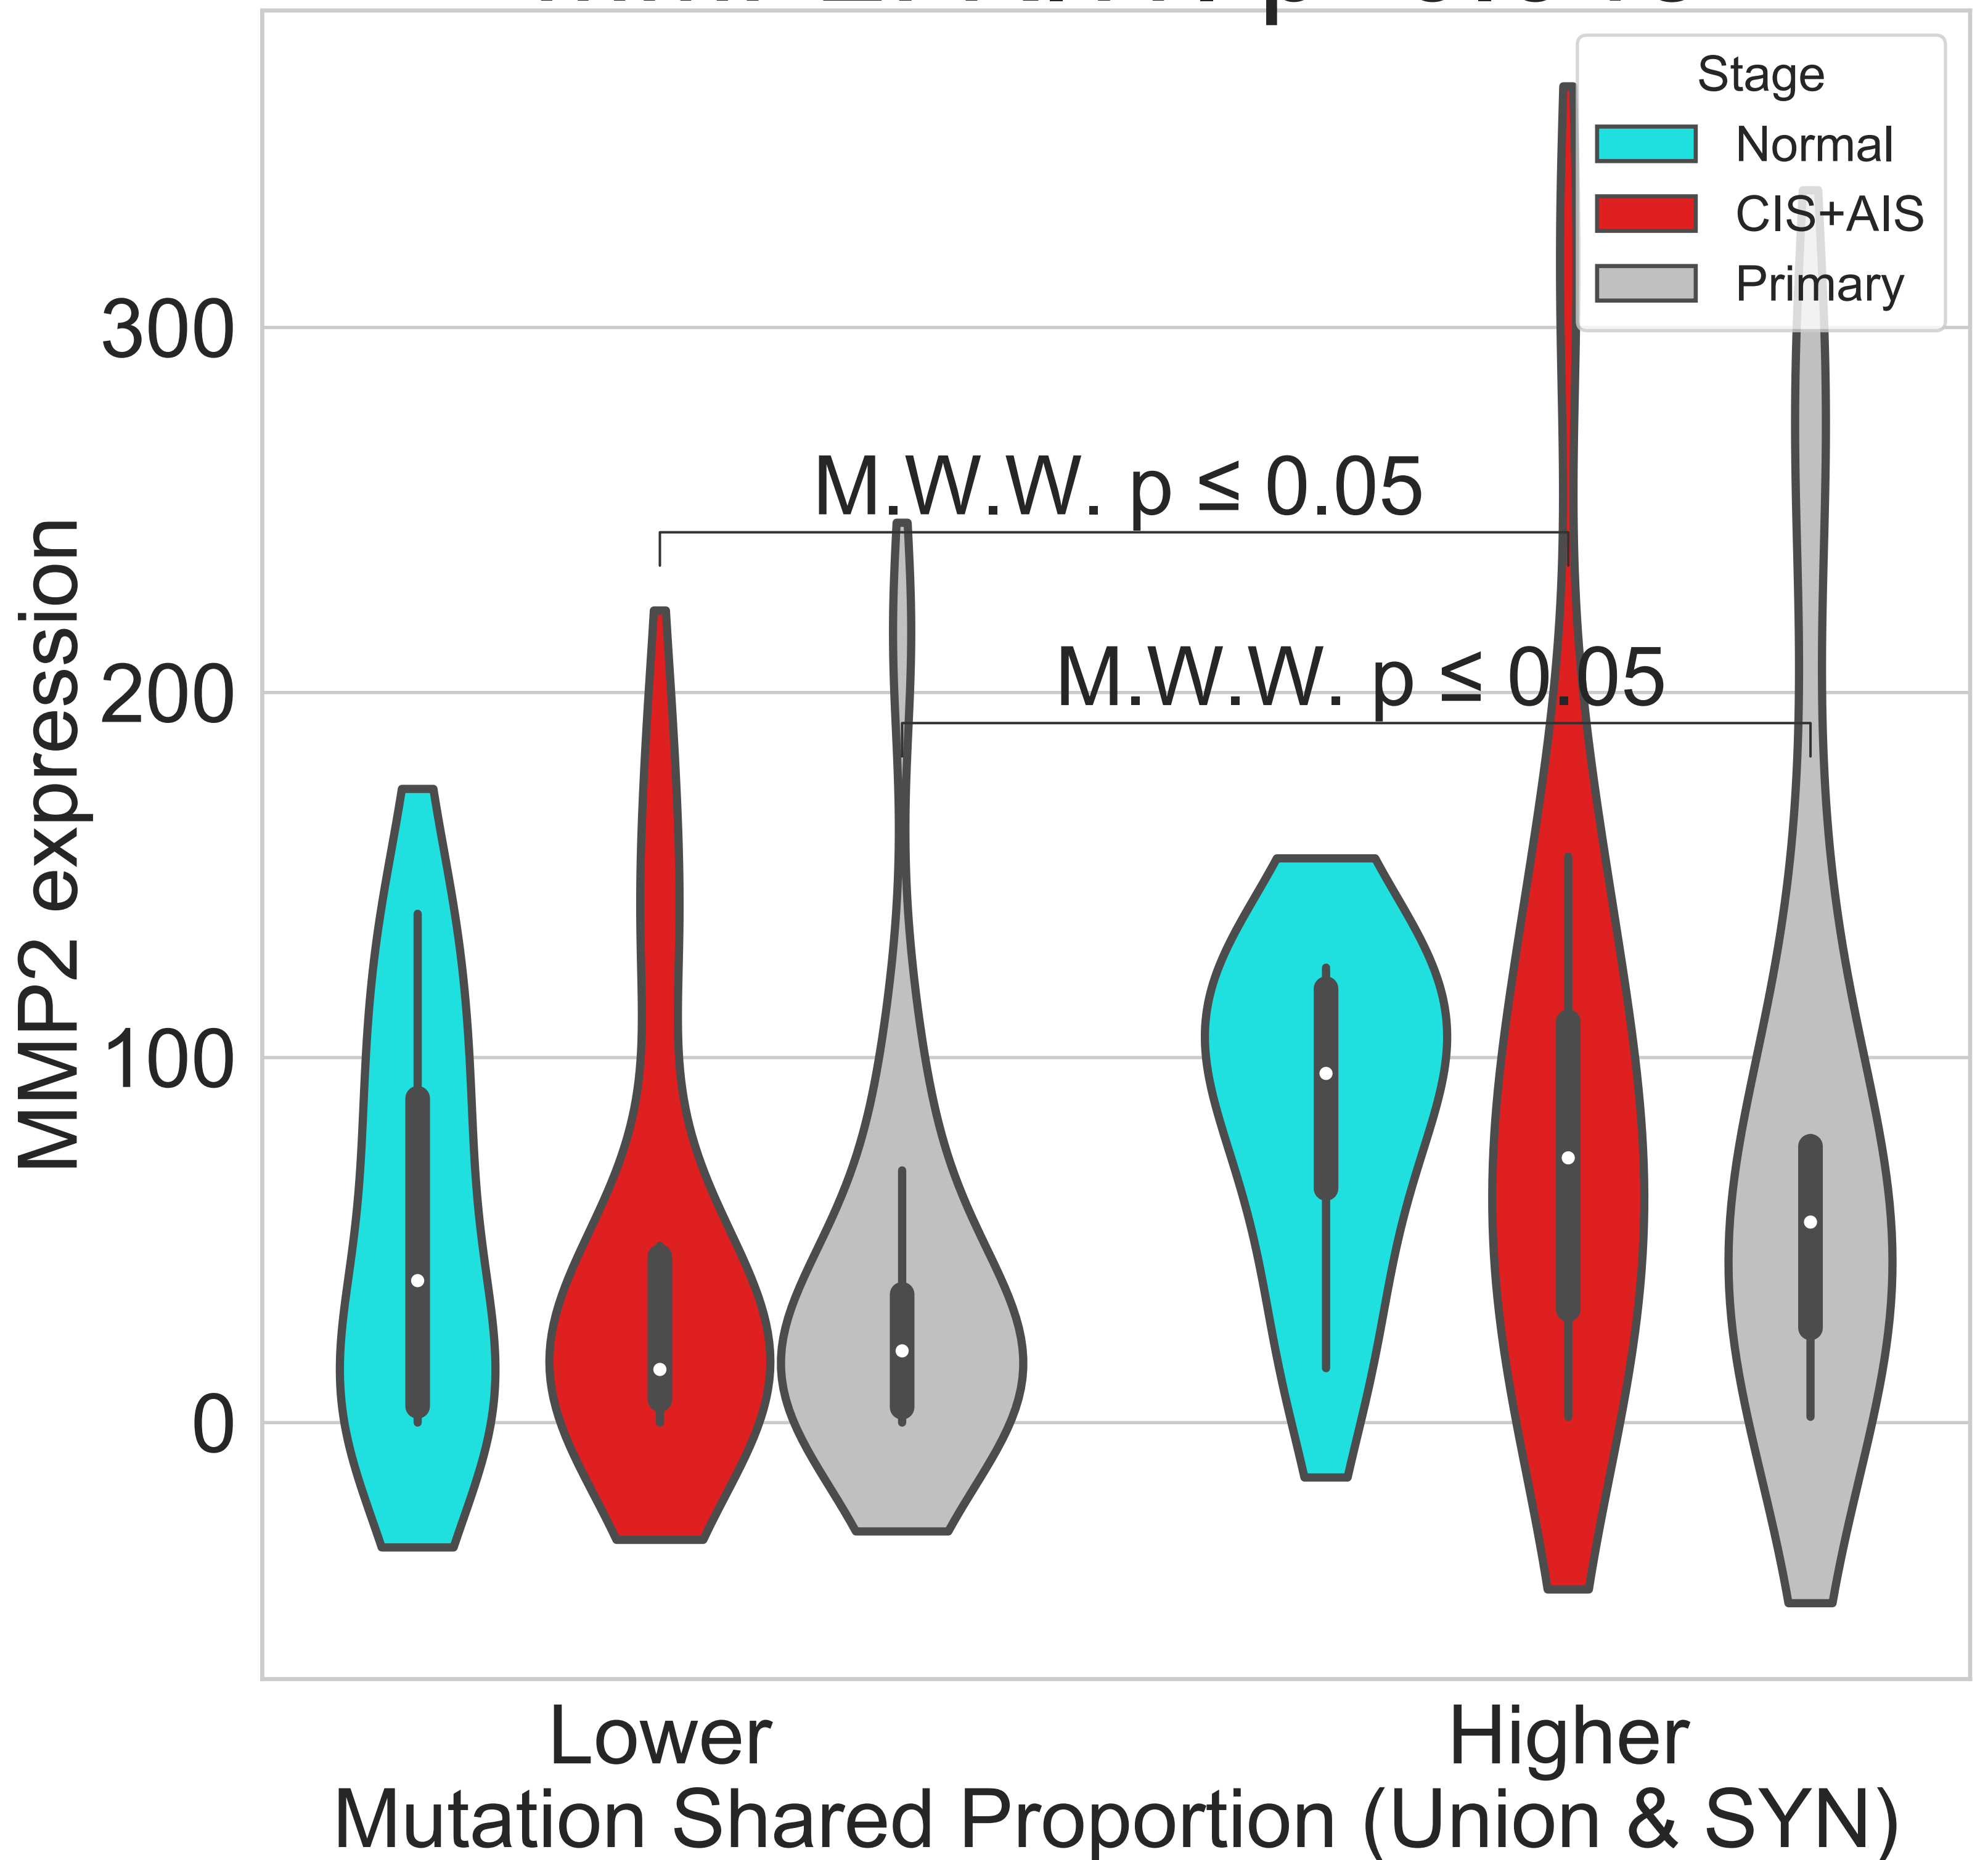 Stage
Normal
CIS+AIS
Primary
300
M.W.W. p ≤ 0.05
200
M.W.W. p ≤ 0.05
100
0
MMP2 expression
Lower
Higher
Mutation Shared Proportion (Union & SYN)